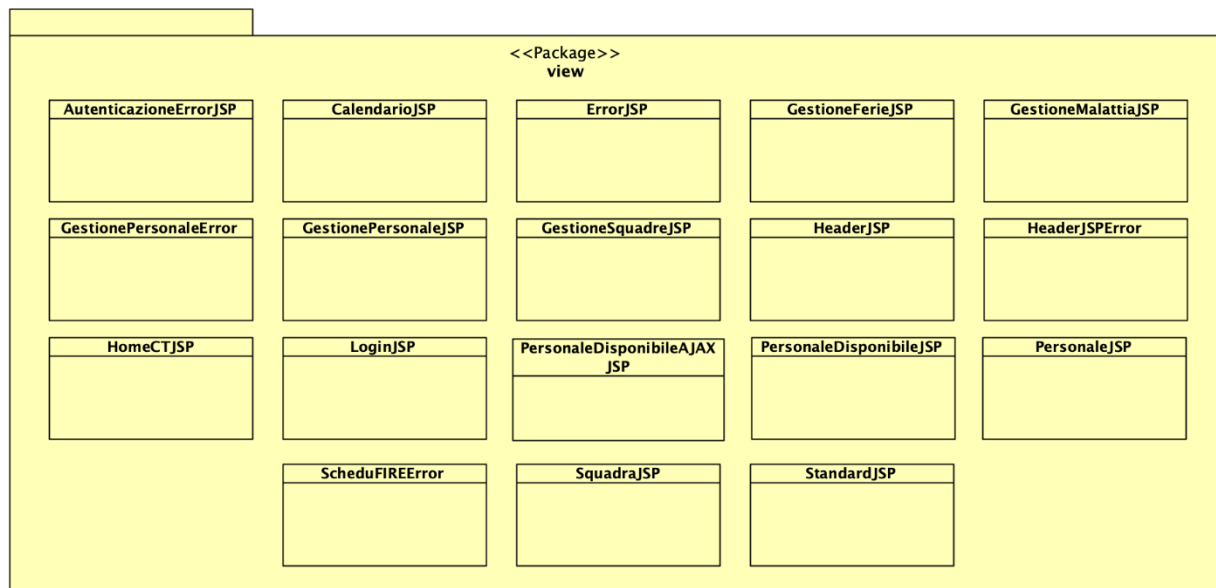 <<Package>>
view
AutenticazioneErrorJSP
CalendarioJSP
ErrorJSP
GestioneFerieJSP
GestioneMalattiaJSP
GestionePersonaleError
GestionePersonaleJSP
GestioneSquadreJSP
HeaderJSP
HeaderJSPError
HomeCTJSP
LoginJSP
PersonaleDisponibileAJAX
JSP
PersonaleDisponibileJSP
PersonaleJSP
ScheduFIREError
SquadraJSP
StandardJSP